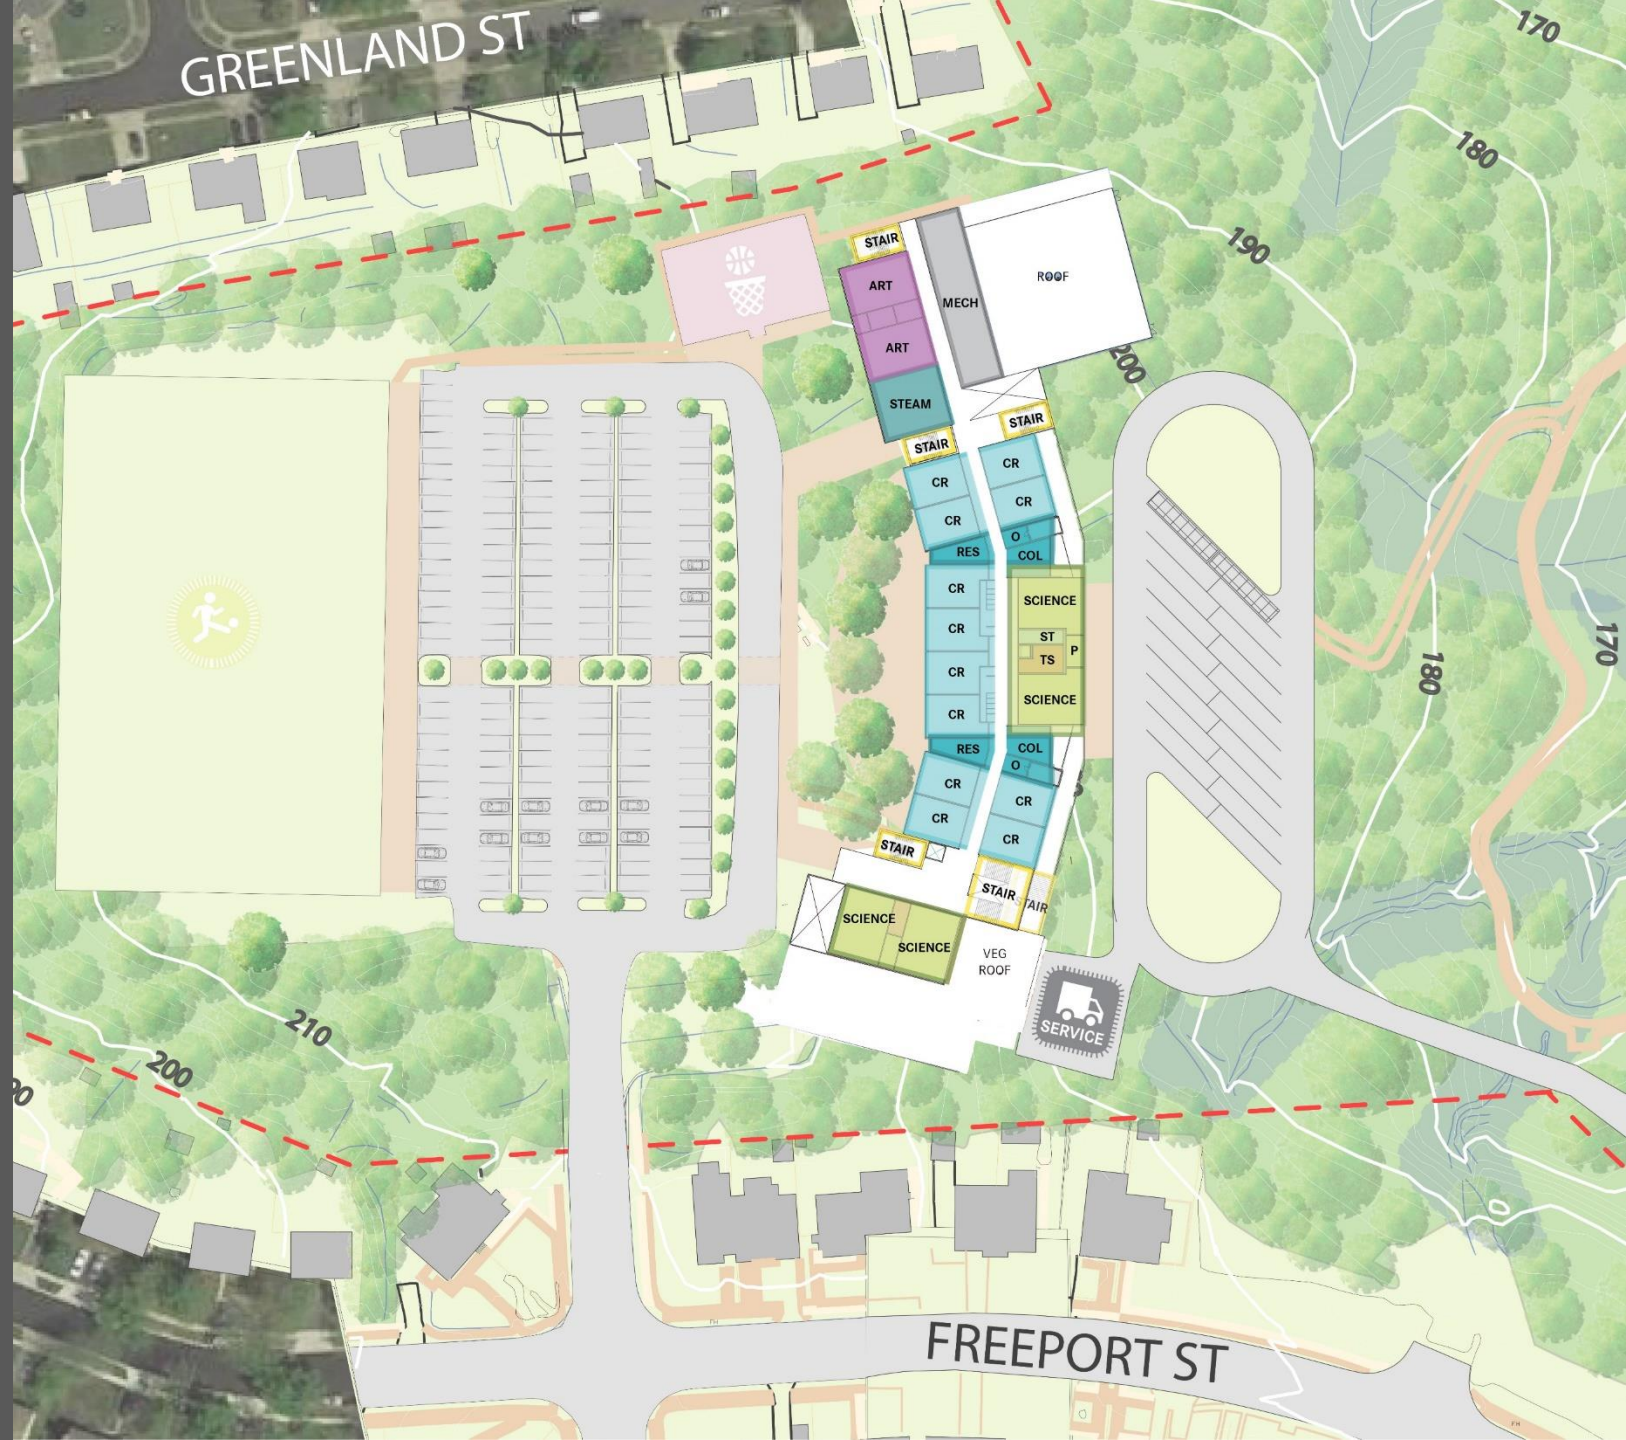 GREENLAND ST
170
180
190
STAIR
ART
MECH
ROOF
ART
200
STEAM
STAIR
STAIR
CR
CR
CR
CR
O
RES
COL
CR
SCIENCE
CR
ST
P
TS
170
CR
180
SCIENCE
CR
RES
COL
O
CR
CR
CR
CR
STAIR
STAIR
STAIR
SCIENCE
SCIENCE
VEG
ROOF
SERVICE
210
200
FREEPORT ST